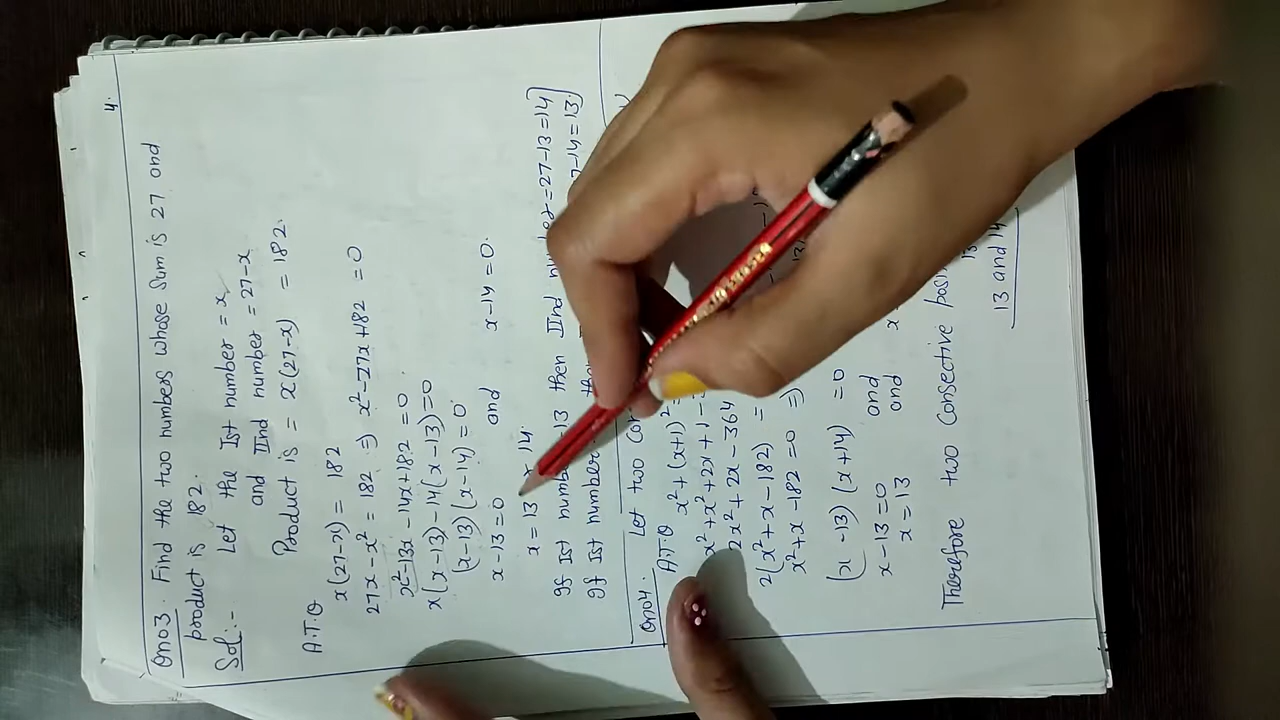 4.
Qno3. Find the two numbers whose sum is 27 and
product is 182.
Sol:- Let the Ist number = x
and IInd number = 27-x
Product is = x(27-x) = 182.
A.T.Q
x(27-x) = 182
27x-x² = 182 ⇒ x²-27x+182 = 0
x²-13x-14x+182 = 0
x(x-13)-14(x-13)=0
(x-13)(x-14)=0
x-13=0 and x-14=0.
x = 13 14.
If Ist 13 then IInd =27-13=14
If Ist number 14=13.
Qno4. Let two
A.T.Q x²+(x+1)²
x²+x²+2x+1
2x²+2x-364
2(x²+x-182) =
x²+x-182=0 ⇒
(x-13)(x+14) =0
x-13=0 and
x=13 and x
Therefore two Consective
13 and 14